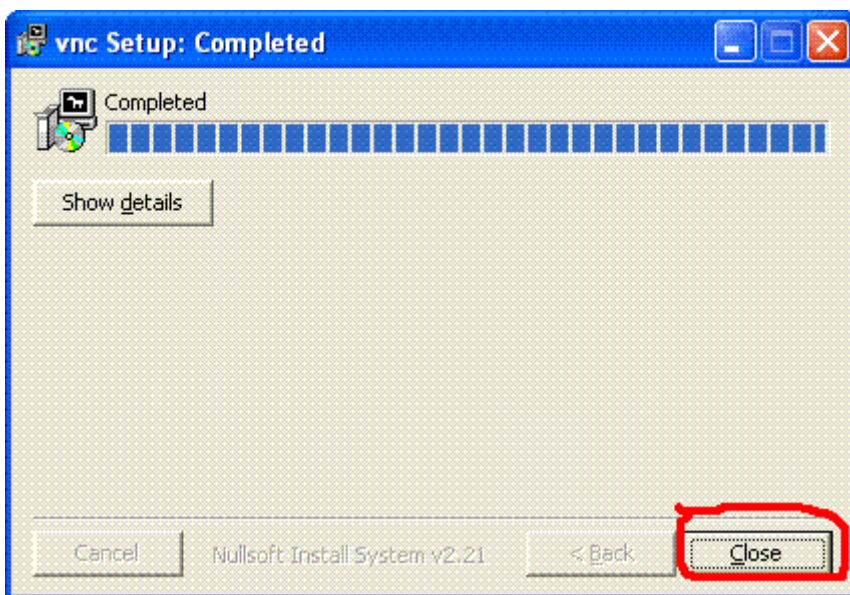 vnc Setup: Completed
Completed
Show details
Cancel Nullsoft Install System v2.21 < Back Close